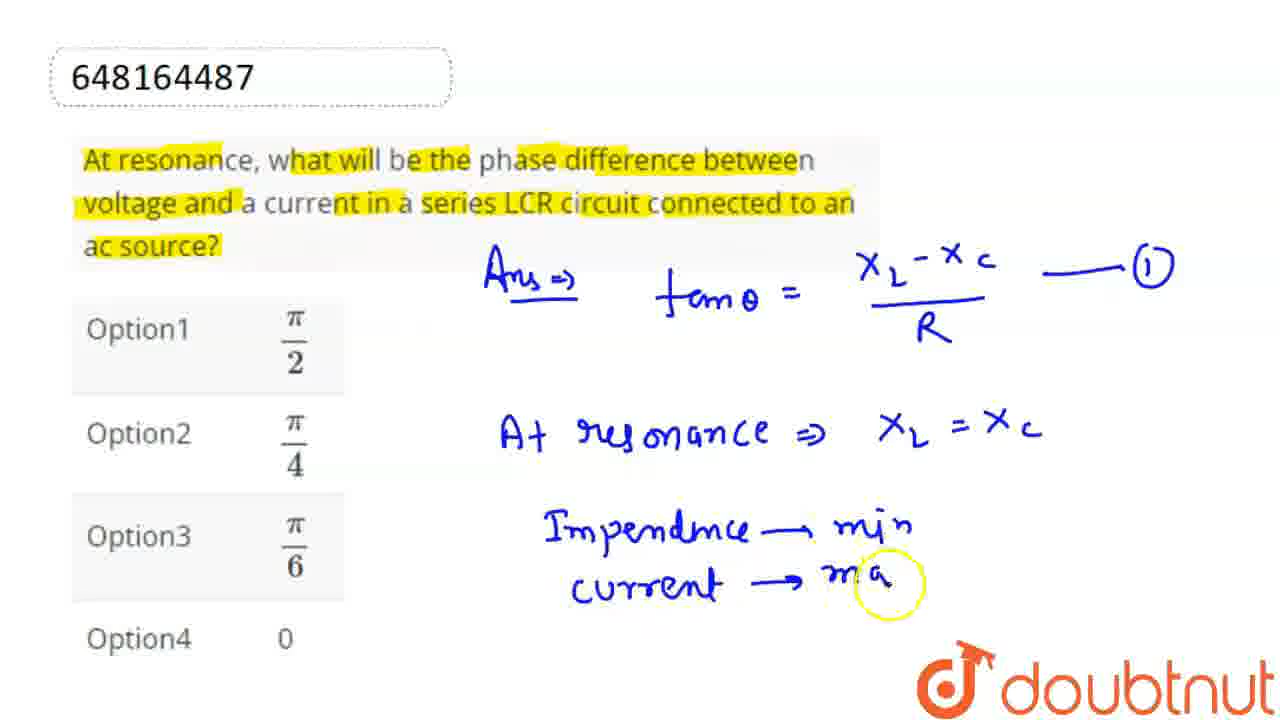 648164487
At resonance, what will be the phase difference between
voltage and a current in a series LCR circuit connected to an
ac source?
Ans ⇒ tanθ = (X_L - X_C)/R —— ①
Option1 π/2
Option2 π/4
At resonance ⇒ X_L = X_C
Option3 π/6
Impendnce → min
current → ma
Option4 0
doubtnut